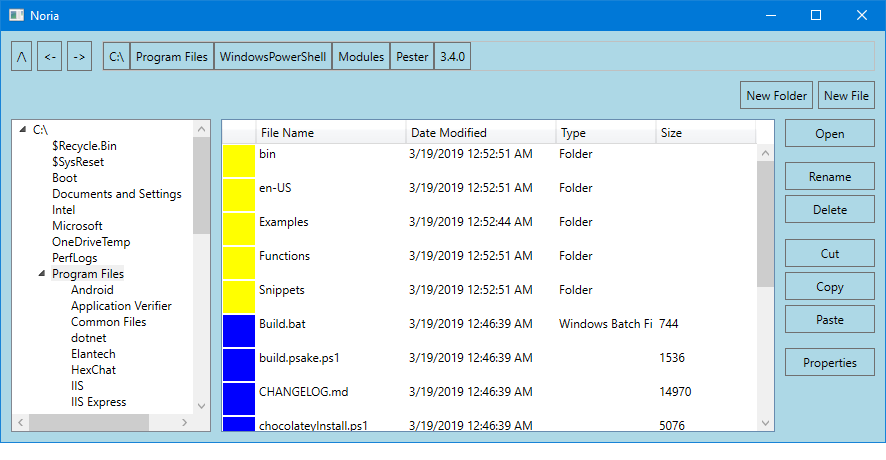 Noria
/\ <- -> C:\ Program Files WindowsPowerShell Modules Pester 3.4.0
New Folder New File
C:\
$Recycle.Bin
$SysReset
Boot
Documents and Settings
Intel
Microsoft
OneDriveTemp
PerfLogs
Program Files
Android
Application Verifier
Common Files
dotnet
Elantech
HexChat
IIS
IIS Express
File Name Date Modified Type Size
bin 3/19/2019 12:52:51 AM Folder
en-US 3/19/2019 12:52:51 AM Folder
Examples 3/19/2019 12:52:44 AM Folder
Functions 3/19/2019 12:52:51 AM Folder
Snippets 3/19/2019 12:52:51 AM Folder
Build.bat 3/19/2019 12:46:39 AM Windows Batch Fi 744
build.psake.ps1 3/19/2019 12:46:39 AM 1536
CHANGELOG.md 3/19/2019 12:46:39 AM 14970
chocolateyInstall.ps1 3/19/2019 12:46:39 AM 5076
Open
Rename
Delete
Cut
Copy
Paste
Properties